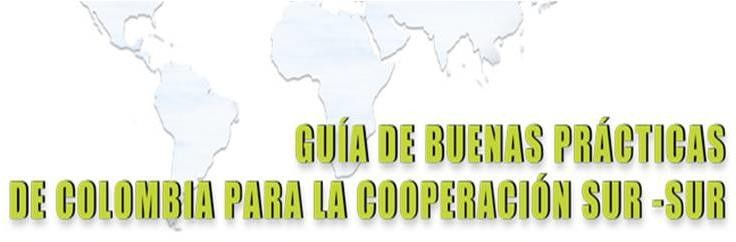 GUÍA DE BUENAS PRÁCTICAS
DE COLOMBIA PARA LA COOPERACIÓN SUR -SUR